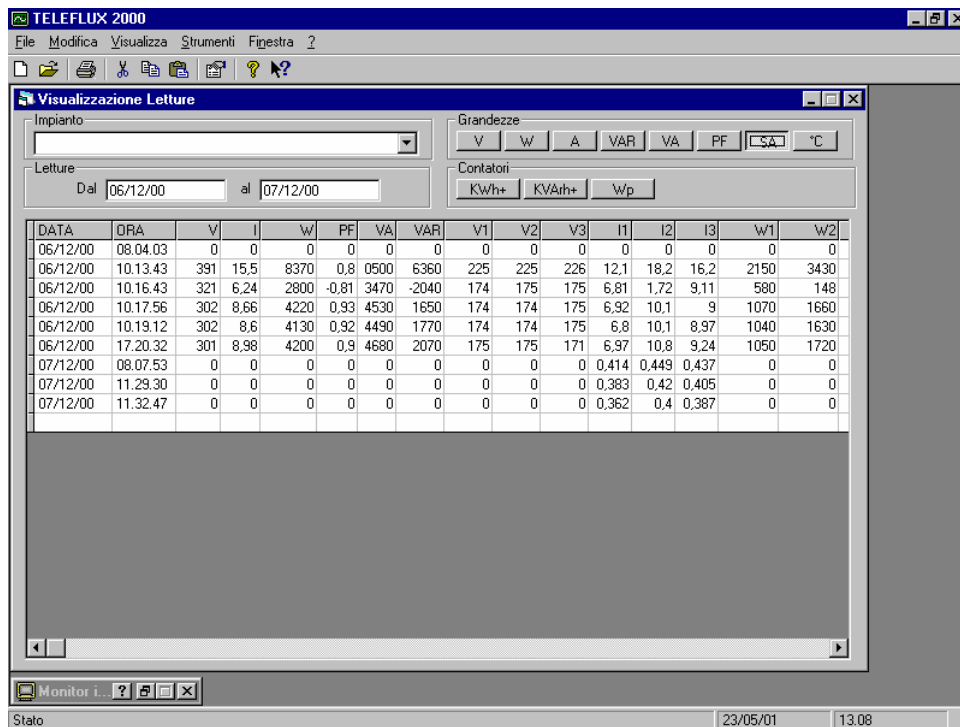 TELEFLUX 2000
File Modifica Visualizza Strumenti Finestra ?
Visualizzazione Letture
Impianto
Grandezze
V W A VAR VA PF SA °C
Letture
Dal 06/12/00 al 07/12/00
Contatori
KWh+ KVArh+ Wp
DATA ORA V I W PF VA VAR V1 V2 V3 I1 I2 I3 W1 W2
06/12/00 08.04.03 0 0 0 0 0 0 0 0 0 0 0 0 0 0
06/12/00 10.13.43 391 15,5 8370 0,8 0500 6360 225 225 226 12,1 18,2 16,2 2150 3430
06/12/00 10.16.43 321 6,24 2800 -0,81 3470 -2040 174 175 175 6,81 1,72 9,11 580 148
06/12/00 10.17.56 302 8,66 4220 0,93 4530 1650 174 174 175 6,92 10,1 9 1070 1660
06/12/00 10.19.12 302 8,6 4130 0,92 4490 1770 174 174 175 6,8 10,1 8,97 1040 1630
06/12/00 17.20.32 301 8,98 4200 0,9 4680 2070 175 175 171 6,97 10,8 9,24 1050 1720
07/12/00 08.07.53 0 0 0 0 0 0 0 0 0 0,414 0,449 0,437 0 0
07/12/00 11.29.30 0 0 0 0 0 0 0 0 0 0,383 0,42 0,405 0 0
07/12/00 11.32.47 0 0 0 0 0 0 0 0 0 0,362 0,4 0,387 0 0
Monitor i... ?
Stato 23/05/01 13.08